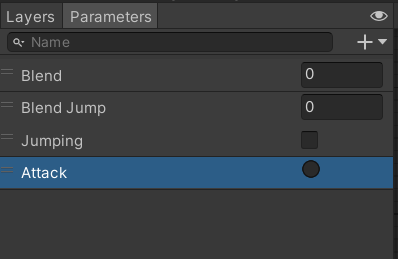 Layers Parameters
Name
Blend 0
Blend Jump 0
Jumping
Attack